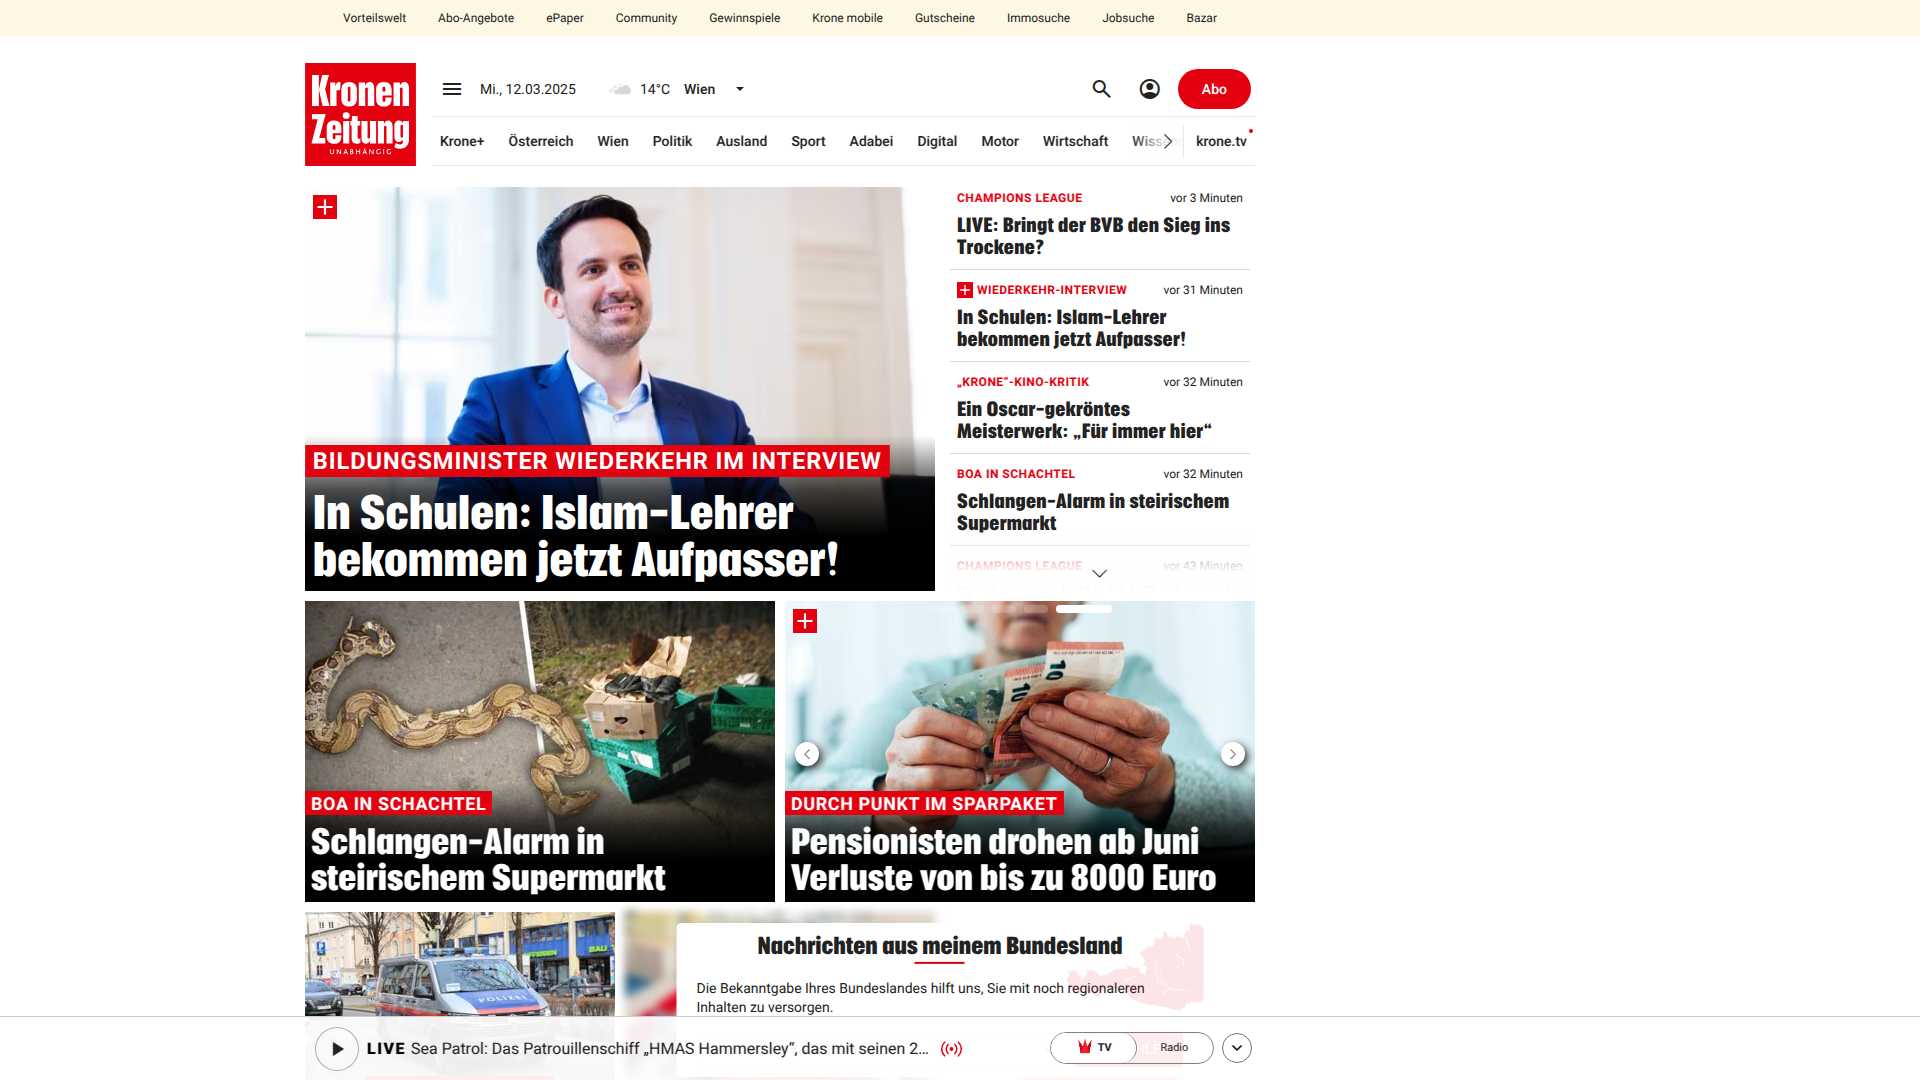 Vorteilswelt Abo-Angebote ePaper Community Gewinnspiele Krone mobile Gutscheine Immosuche Jobsuche Bazar
Kronen
Zeitung
UNABHÄNGIG
Mi., 12.03.2025 14°C Wien
Abo
Krone+ Österreich Wien Politik Ausland Sport Adabei Digital Motor Wirtschaft krone.tv
BILDUNGSMINISTER WIEDERKEHR IM INTERVIEW
In Schulen: Islam-Lehrer
bekommen jetzt Aufpasser!
CHAMPIONS LEAGUE vor 3 Minuten
LIVE: Bringt der BVB den Sieg ins
Trockene?
WIEDERKEHR-INTERVIEW vor 31 Minuten
In Schulen: Islam-Lehrer
bekommen jetzt Aufpasser!
„KRONE“-KINO-KRITIK vor 32 Minuten
Ein Oscar-gekröntes
Meisterwerk: „Für immer hier“
BOA IN SCHACHTEL vor 32 Minuten
Schlangen-Alarm in steirischem
Supermarkt
CHAMPIONS LEAGUE vor 43 Minuten
BOA IN SCHACHTEL
Schlangen-Alarm in
steirischem Supermarkt
10
10
DURCH PUNKT IM SPARPAKET
Pensionisten drohen ab Juni
Verluste von bis zu 8000 Euro
POLIZEI
Nachrichten aus meinem Bundesland
Die Bekanntgabe Ihres Bundeslandes hilft uns, Sie mit noch regionaleren
Inhalten zu versorgen.
LIVE Sea Patrol: Das Patrouillenschiff „HMAS Hammersley“, das mit seinen 2...
TV Radio